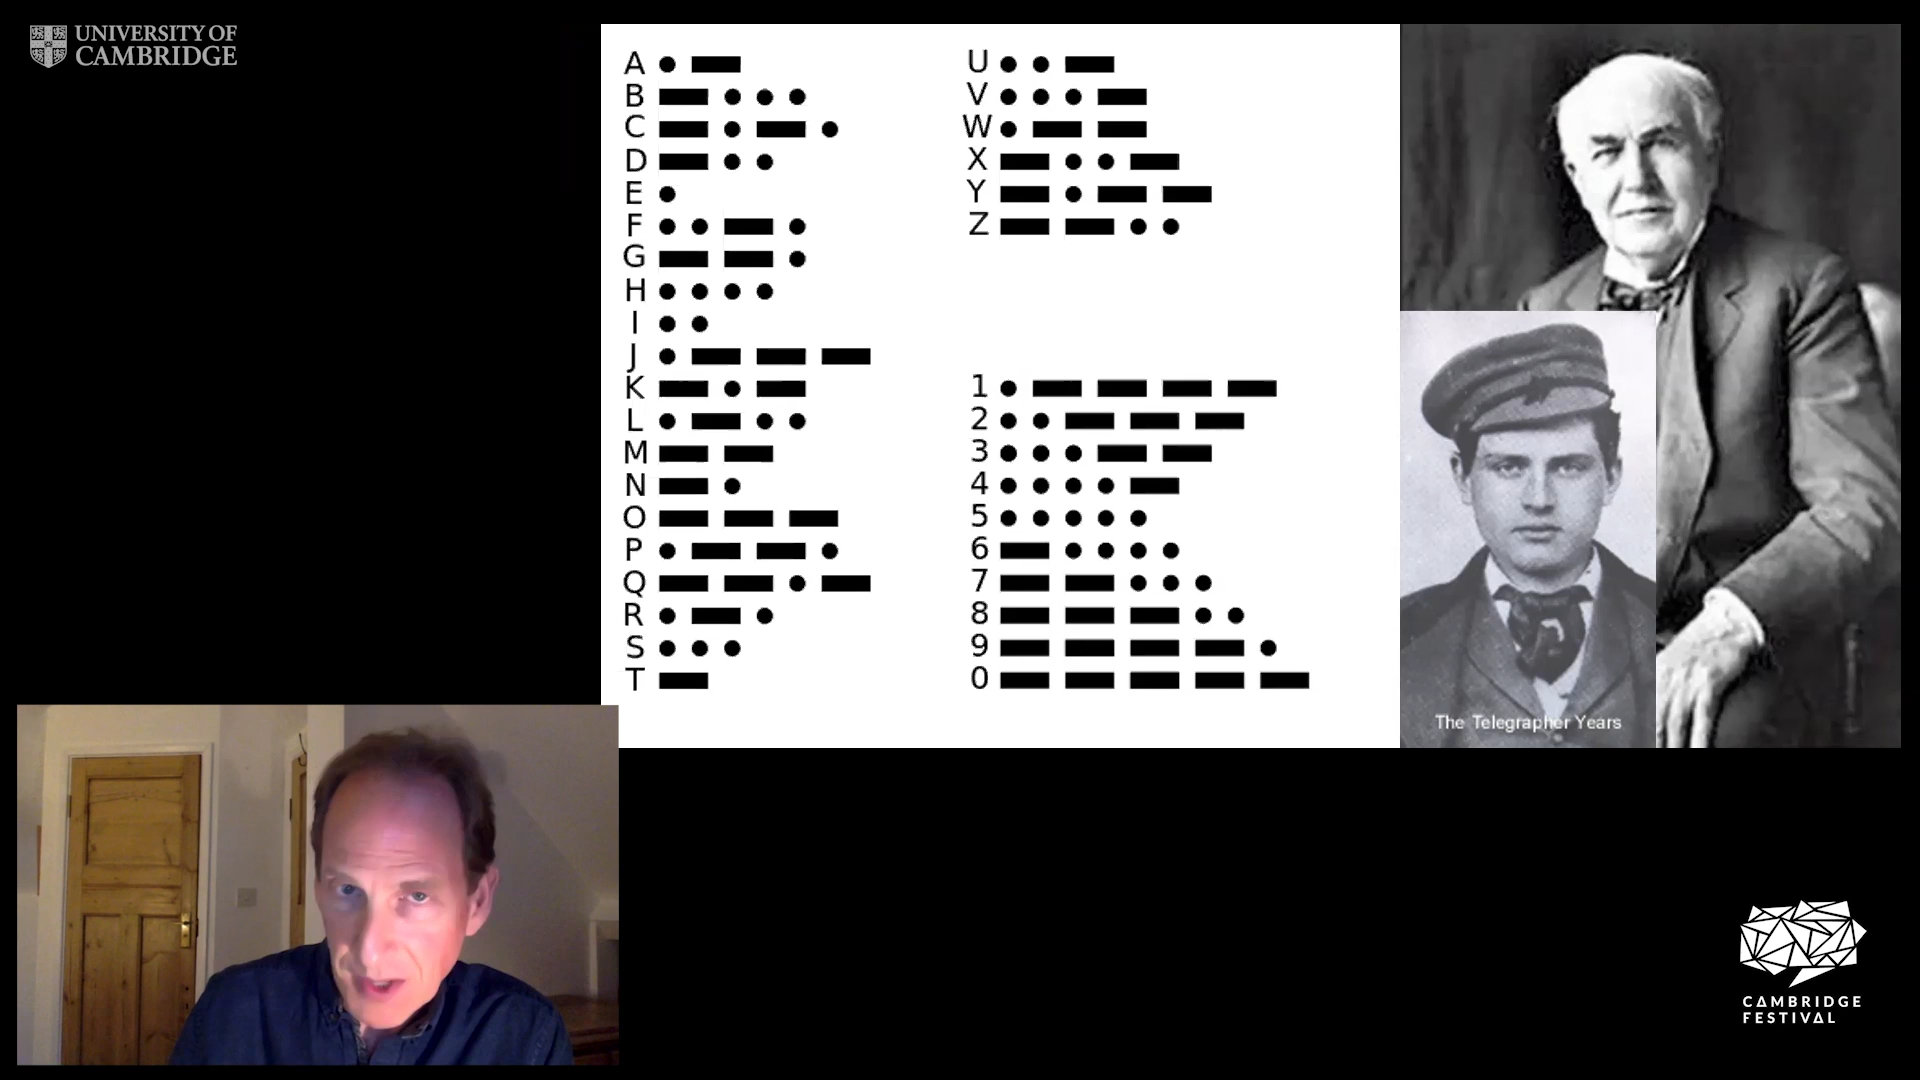 UNIVERSITY OF
CAMBRIDGE
A
B
C
D
E
F
G
H
I
J
K
L
M
N
O
P
Q
R
S
T
U
V
W
X
Y
Z
1
2
3
4
5
6
7
8
9
0
The Telegrapher Years
CAMBRIDGE
FESTIVAL